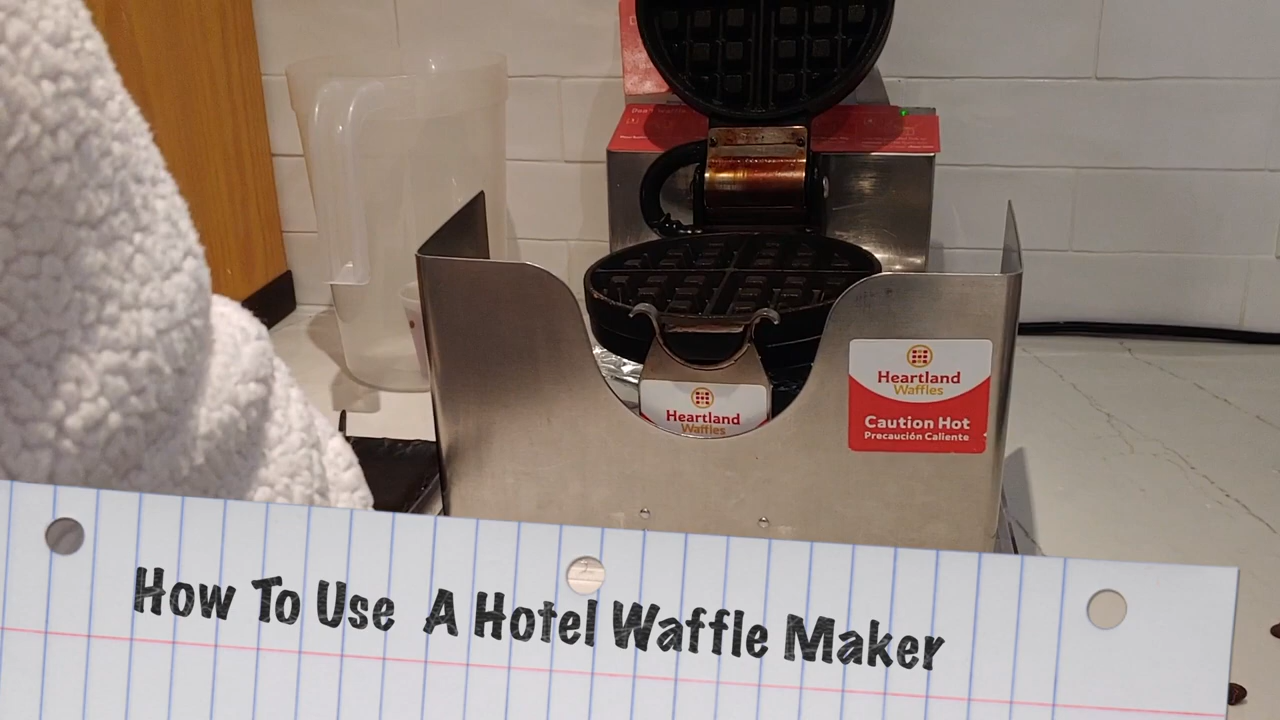 Heartland
Waffles
Caution Hot
Precaución Caliente
Heartland
Waffles
How To Use A Hotel Waffle Maker